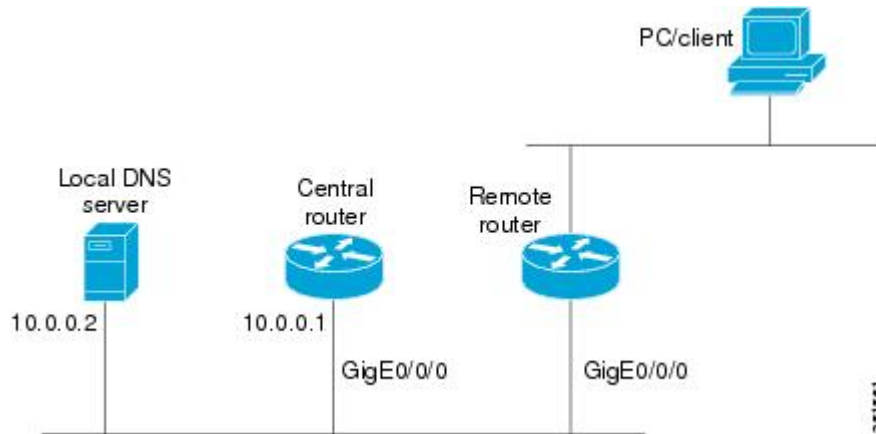 PC/client
Local DNS
server
Central
router
Remote
router
10.0.0.2
10.0.0.1
GigE0/0/0
GigE0/0/0